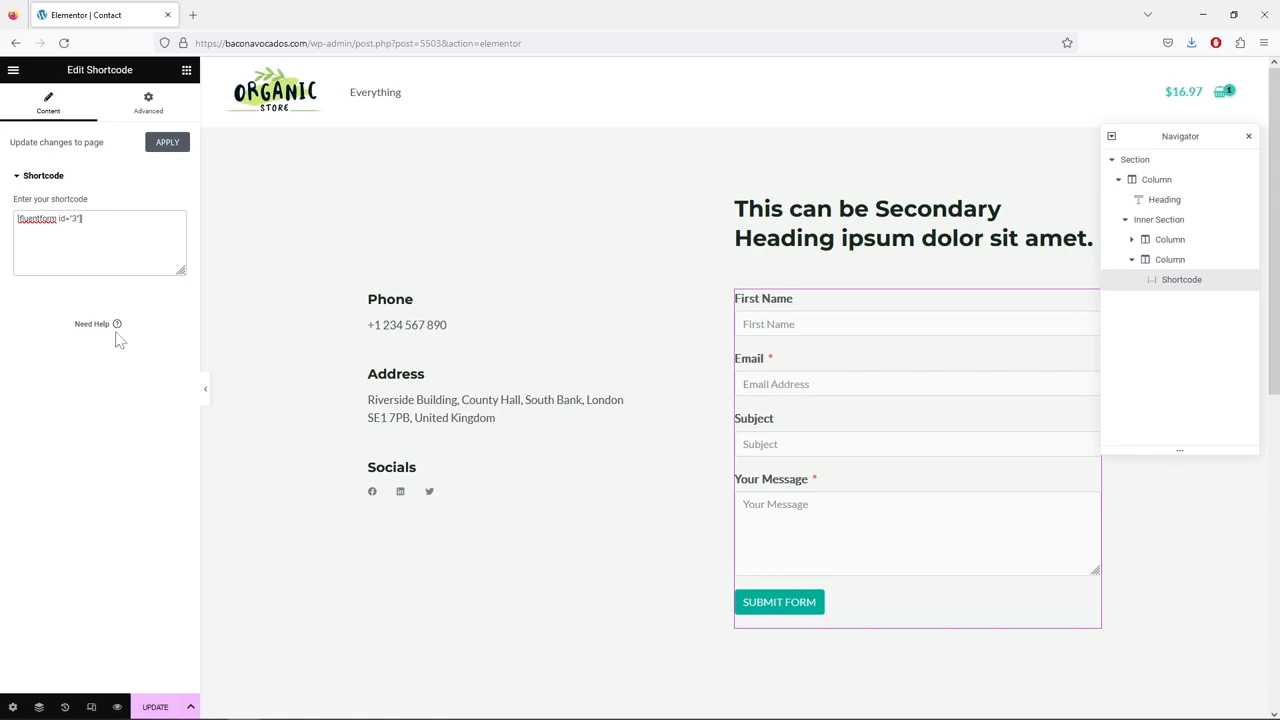 Elementor | Contact
https://baconavocados.com/wp-admin/post.php?post=5503&action=elementor
Edit Shortcode
Content
Advanced
Update changes to page
APPLY
Shortcode
Enter your shortcode
[fluentform id="3"]
Need Help
UPDATE
ORGANIC
STORE
Everything
$16.97
1
This can be Secondary
Heading ipsum dolor sit amet.
Phone
+1 234 567 890
Address
Riverside Building, County Hall, South Bank, London
SE1 7PB, United Kingdom
Socials
First Name
First Name
Email *
Email Address
Subject
Subject
Your Message *
Your Message
SUBMIT FORM
Navigator
Section
Column
Heading
Inner Section
Column
Column
Shortcode